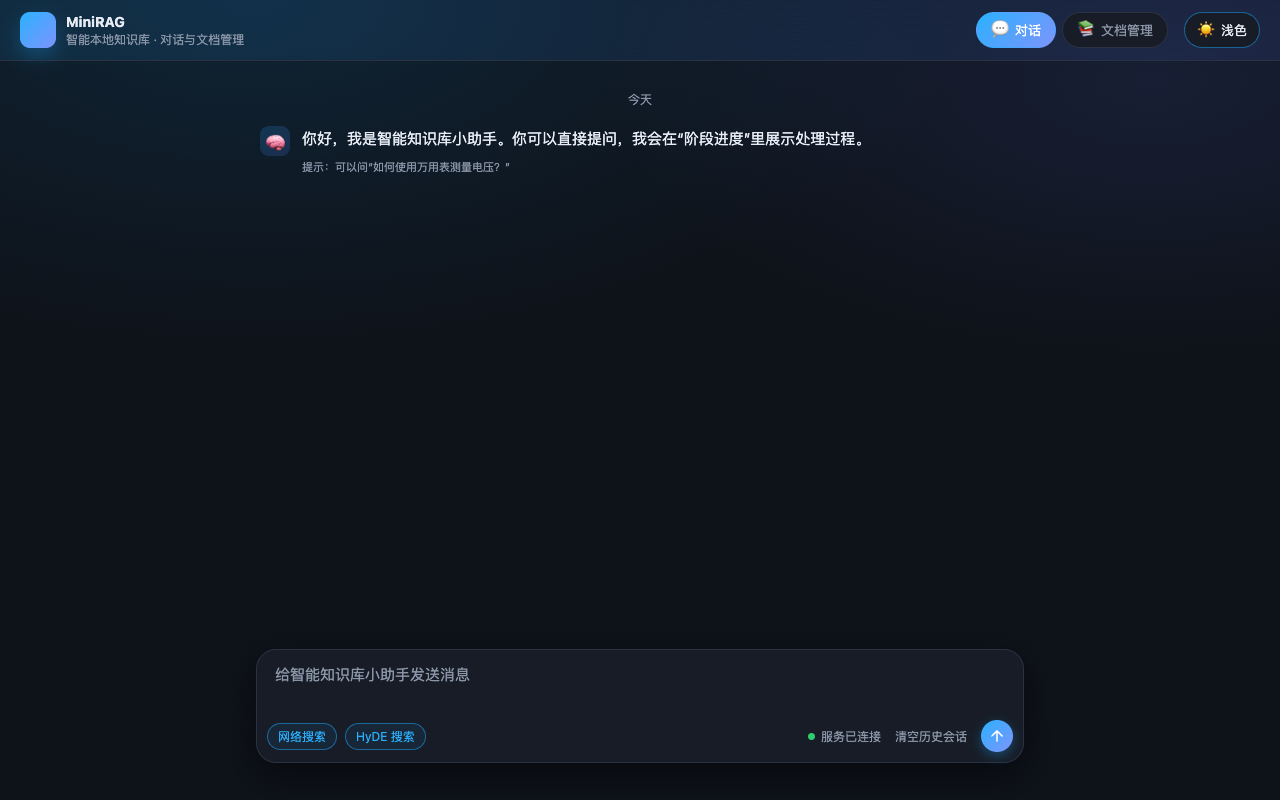 MiniRAG
智能本地知识库 · 对话与文档管理
对话
文档管理
浅色
今天
你好，我是智能知识库小助手。你可以直接提问，我会在“阶段进度”里展示处理过程。
提示：可以问“如何使用万用表测量电压？”
给智能知识库小助手发送消息
网络搜索
HyDE 搜索
服务已连接
清空历史会话